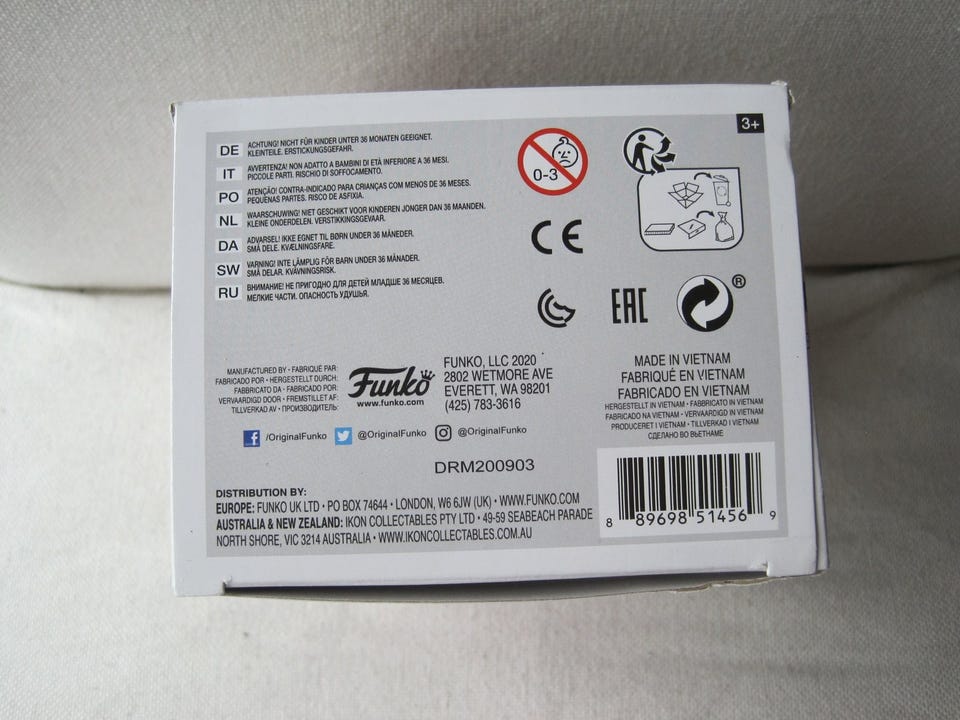 3+
DE ACHTUNG! NICHT FÜR KINDER UNTER 36 MONATEN GEEIGNET.
KLEINTEILE. ERSTICKUNGSGEFAHR.
IT AVVERTENZA! NON ADATTO A BAMBINI DI ETÀ INFERIORE A 36 MESI.
PICCOLE PARTI. RISCHIO DI SOFFOCAMENTO.
PO ATENÇÃO! CONTRA-INDICADO PARA CRIANÇAS COM MENOS DE 36 MESES.
PEQUENAS PARTES. RISCO DE ASFIXIA.
NL WAARSCHUWING! NIET GESCHIKT VOOR KINDEREN JONGER DAN 36 MAANDEN.
KLEINE ONDERDELEN. VERSTIKKINGSGEVAAR.
DA ADVARSEL! IKKE EGNET TIL BØRN UNDER 36 MÅNEDER.
SMÅ DELE. KVÆLNINGSFARE.
SW VARNING! INTE LÄMPLIG FÖR BARN UNDER 36 MÅNADER.
SMÅ DELAR. KVÄVNINGSRISK.
RU ВНИМАНИЕ! НЕ ПРИГОДНО ДЛЯ ДЕТЕЙ МЛАДШЕ 36 МЕСЯЦЕВ.
МЕЛКИЕ ЧАСТИ. ОПАСНОСТЬ УДУШЬЯ.
0-3
CE
EAC
®
MANUFACTURED BY • FABRIQUÉ PAR
FABRICADO POR • HERGESTELLT DURCH:
FABBRICATO DA • FABRICADO POR:
VERVAARDIGD DOOR • FREMSTILLET AF:
TILLVERKAD AV • ПРОИЗВОДИТЕЛЬ:
Funko
www.funko.com
FUNKO, LLC 2020
2802 WETMORE AVE
EVERETT, WA 98201
(425) 783-3616
MADE IN VIETNAM
FABRIQUÉ EN VIETNAM
FABRICADO EN VIETNAM
HERGESTELLT IN VIETNAM • FABBRICATO IN VIETNAM
FABRICADO NA VIETNAM • VERVAARDIGD IN VIETNAM
PRODUCERET I VIETNAM • TILLVERKAD I VIETNAM
СДЕЛАНО ВО ВЬЕТНАМЕ
/OriginalFunko @OriginalFunko @OriginalFunko
DRM200903
DISTRIBUTION BY:
EUROPE: FUNKO UK LTD • PO BOX 74644 • LONDON, W6 6JW (UK) • WWW.FUNKO.COM
AUSTRALIA & NEW ZEALAND: IKON COLLECTABLES PTY LTD • 49-59 SEABEACH PARADE
NORTH SHORE, VIC 3214 AUSTRALIA • WWW.IKONCOLLECTABLES.COM.AU
8 89698 51456 9